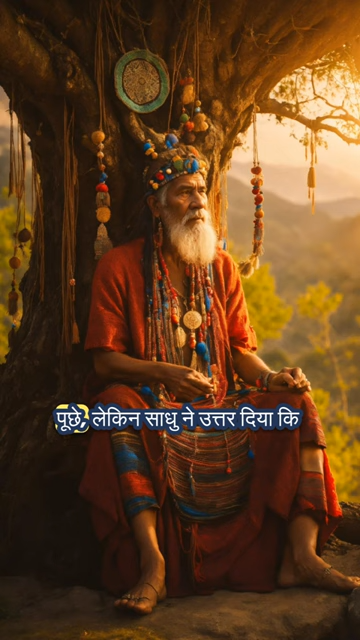 पूछे, लेकिन साधु ने उत्तर दिया कि